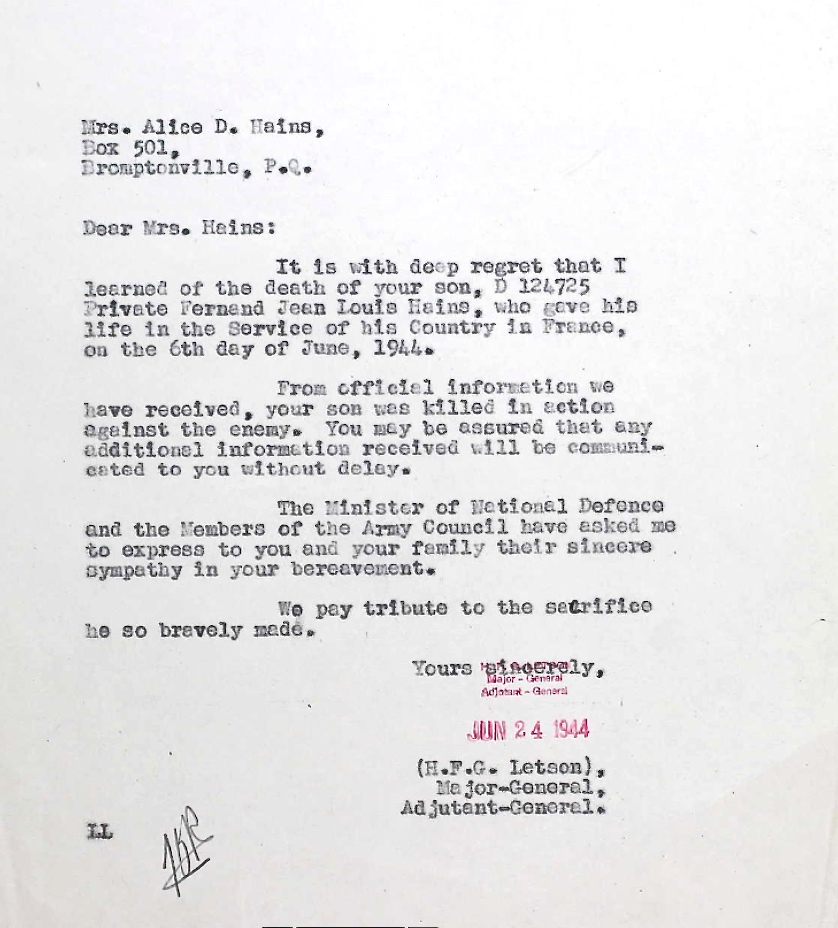 Mrs. Alice D. Hains,
Box 501,
Bromptonville, P.Q.
Dear Mrs. Hains:
It is with deep regret that I
learned of the death of your son, D 124725
Private Fernand Jean Louis Hains, who gave his
life in the Service of his Country in France,
on the 6th day of June, 1944.
From official information we
have received, your son was killed in action
against the enemy. You may be assured that any
additional information received will be communi-
cated to you without delay.
The Minister of National Defence
and the Members of the Army Council have asked me
to express to you and your family their sincere
sympathy in your bereavement.
We pay tribute to the sacrifice
he so bravely made.
Yours sincerely,
Major - General
Adjutant - General
JUN 24 1944
(H.F.G. Letson),
Major-General,
Adjutant-General.
LL